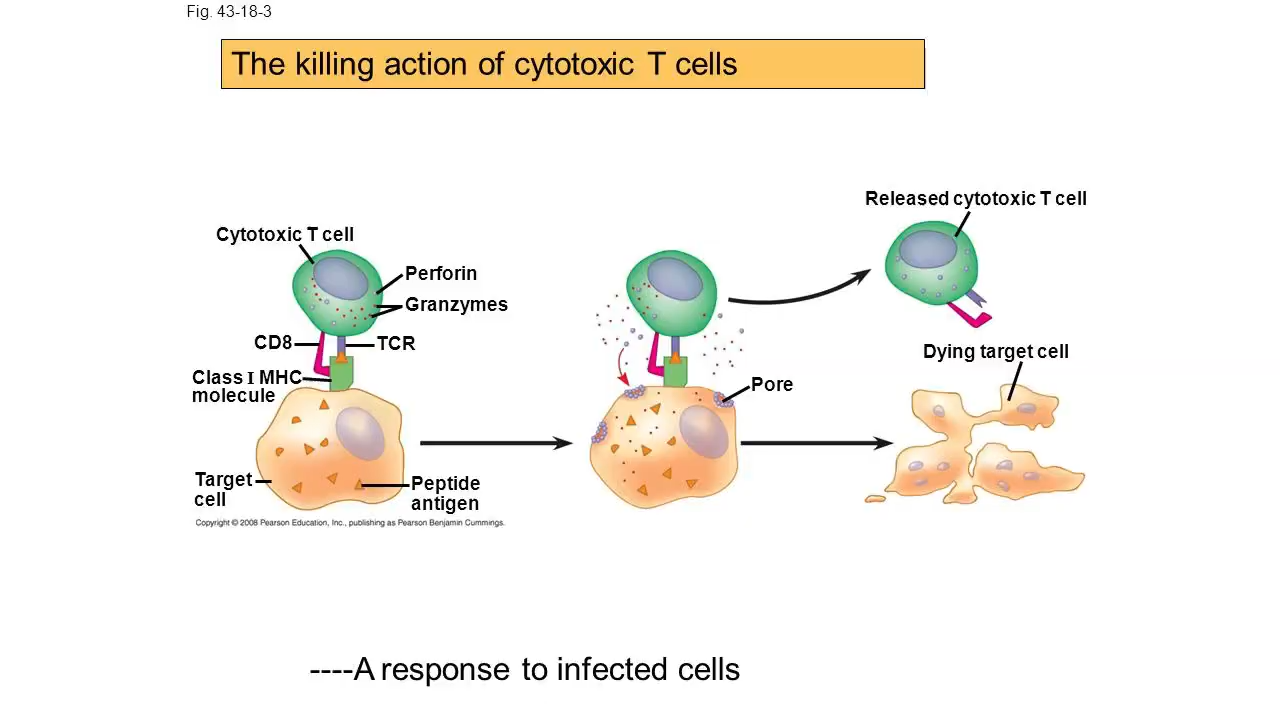 Fig. 43-18-3
The killing action of cytotoxic T cells
Released cytotoxic T cell
Cytotoxic T cell
Perforin
Granzymes
CD8
TCR
Dying target cell
Class I MHC
molecule
Pore
Target
cell
Peptide
antigen
Copyright © 2008 Pearson Education, Inc., publishing as Pearson Benjamin Cummings.
----A response to infected cells